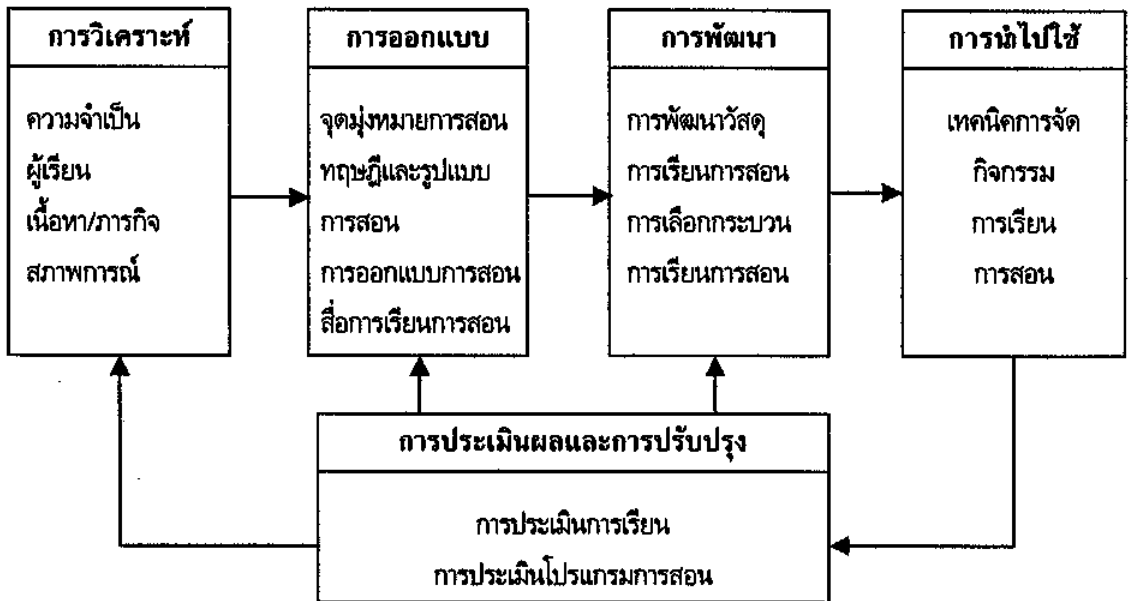 การวิเคราะห์
ความจำเป็น
ผู้เรียน
เนื้อหา/ภารกิจ
สภาพการณ์
การออกแบบ
จุดมุ่งหมายการสอน
ทฤษฎีและรูปแบบ
การสอน
การออกแบบการสอน
สื่อการเรียนการสอน
การพัฒนา
การพัฒนาวัสดุ
การเรียนการสอน
การเลือกกระบวน
การเรียนการสอน
การนำไปใช้
เทคนิคการจัด
กิจกรรม
การเรียน
การสอน
การประเมินผลและการปรับปรุง
การประเมินการเรียน
การประเมินโปรแกรมการสอน